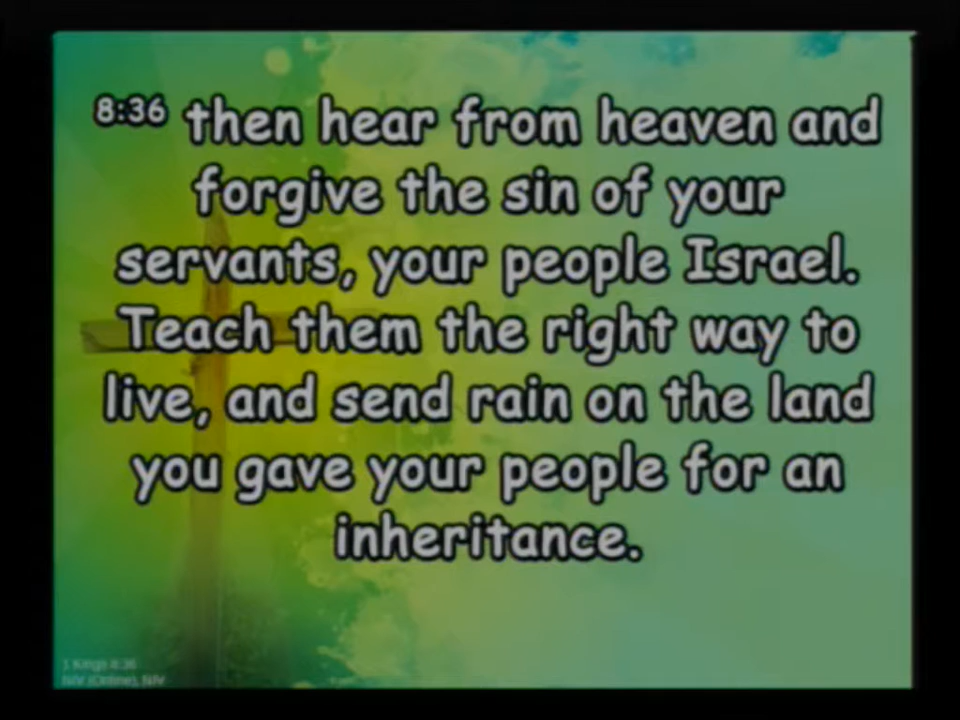 8:36 then hear from heaven and
forgive the sin of your
servants, your people Israel.
Teach them the right way to
live, and send rain on the land
you gave your people for an
inheritance.
1 Kings 8:36
NIV (Online), NIV